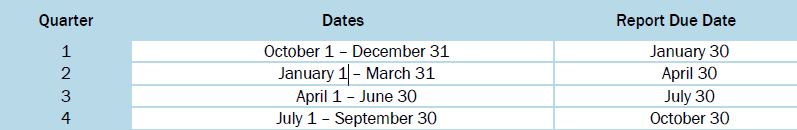 Quarter Dates Report Due Date
1 October 1 – December 31 January 30
2 January 1 – March 31 April 30
3 April 1 – June 30 July 30
4 July 1 – September 30 October 30